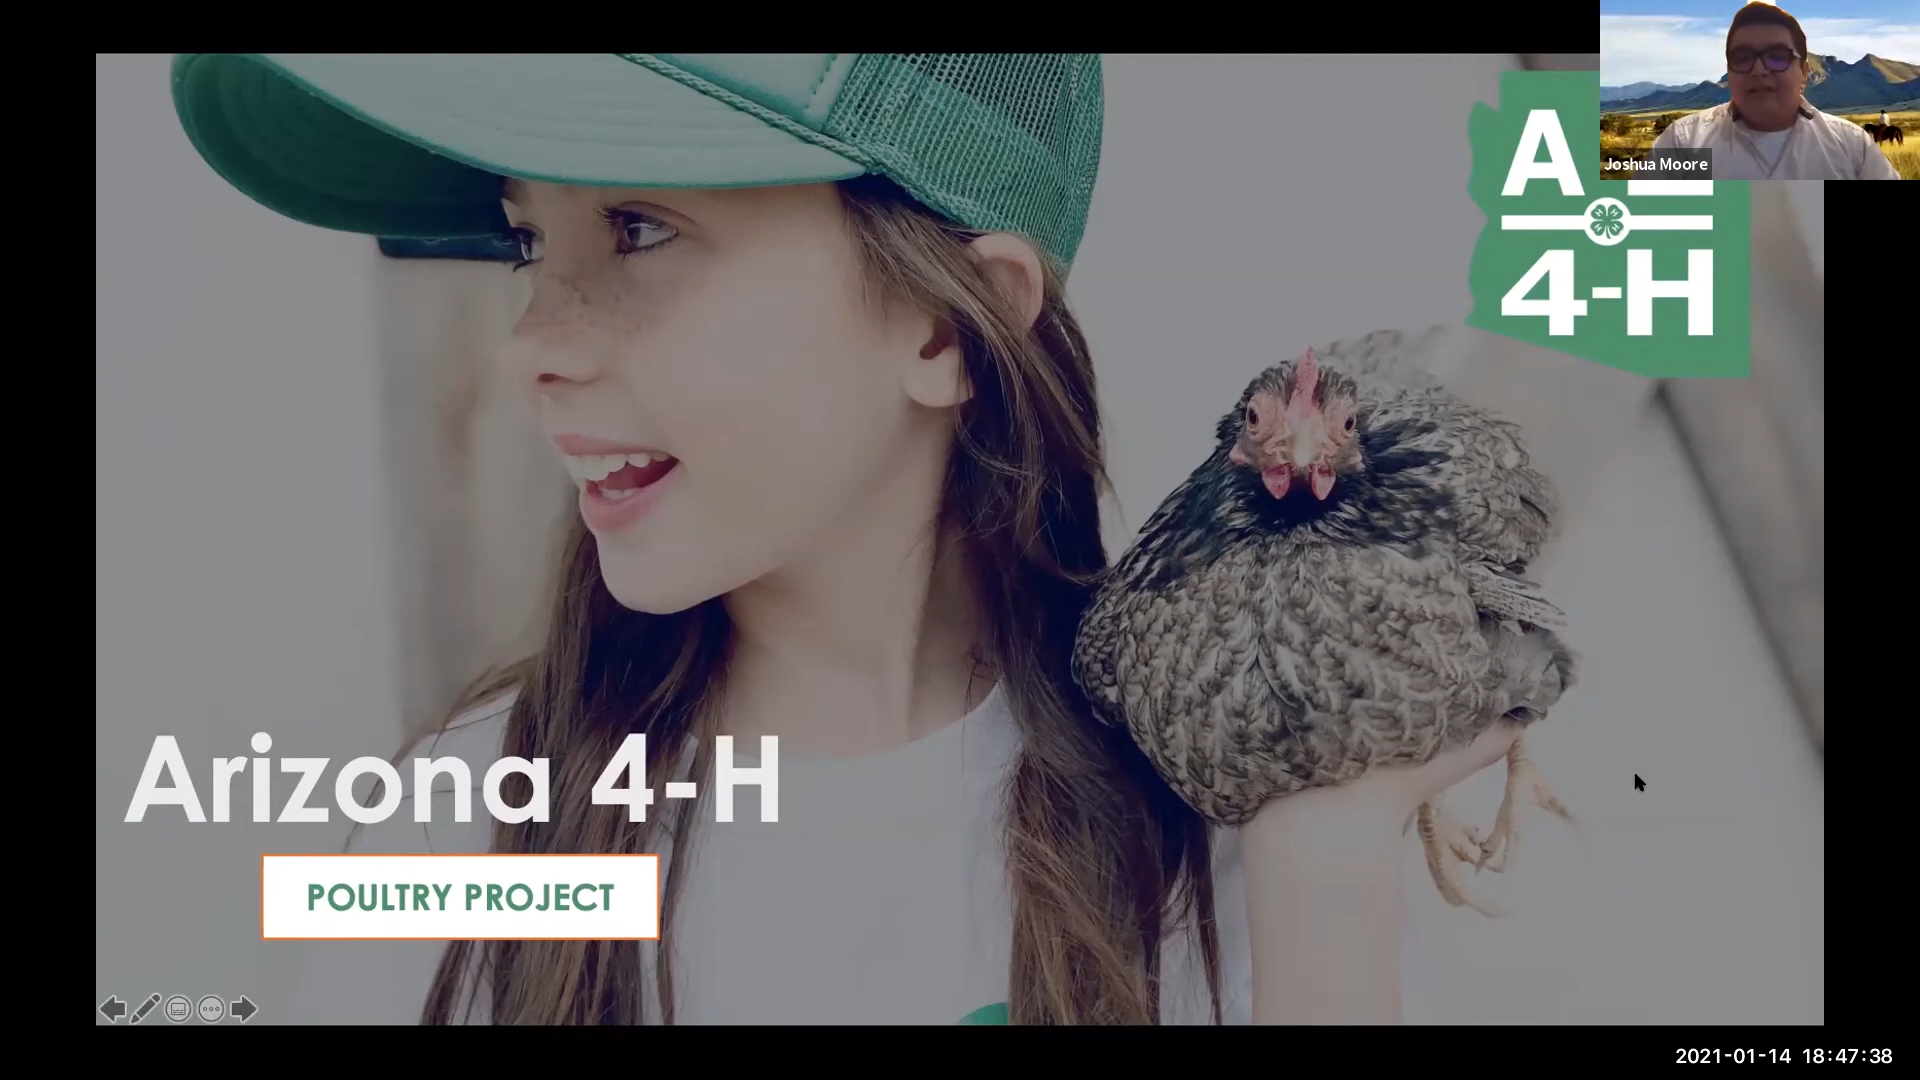 A
4-H
Joshua Moore
Arizona 4-H
POULTRY PROJECT
2021-01-14 18:47:38